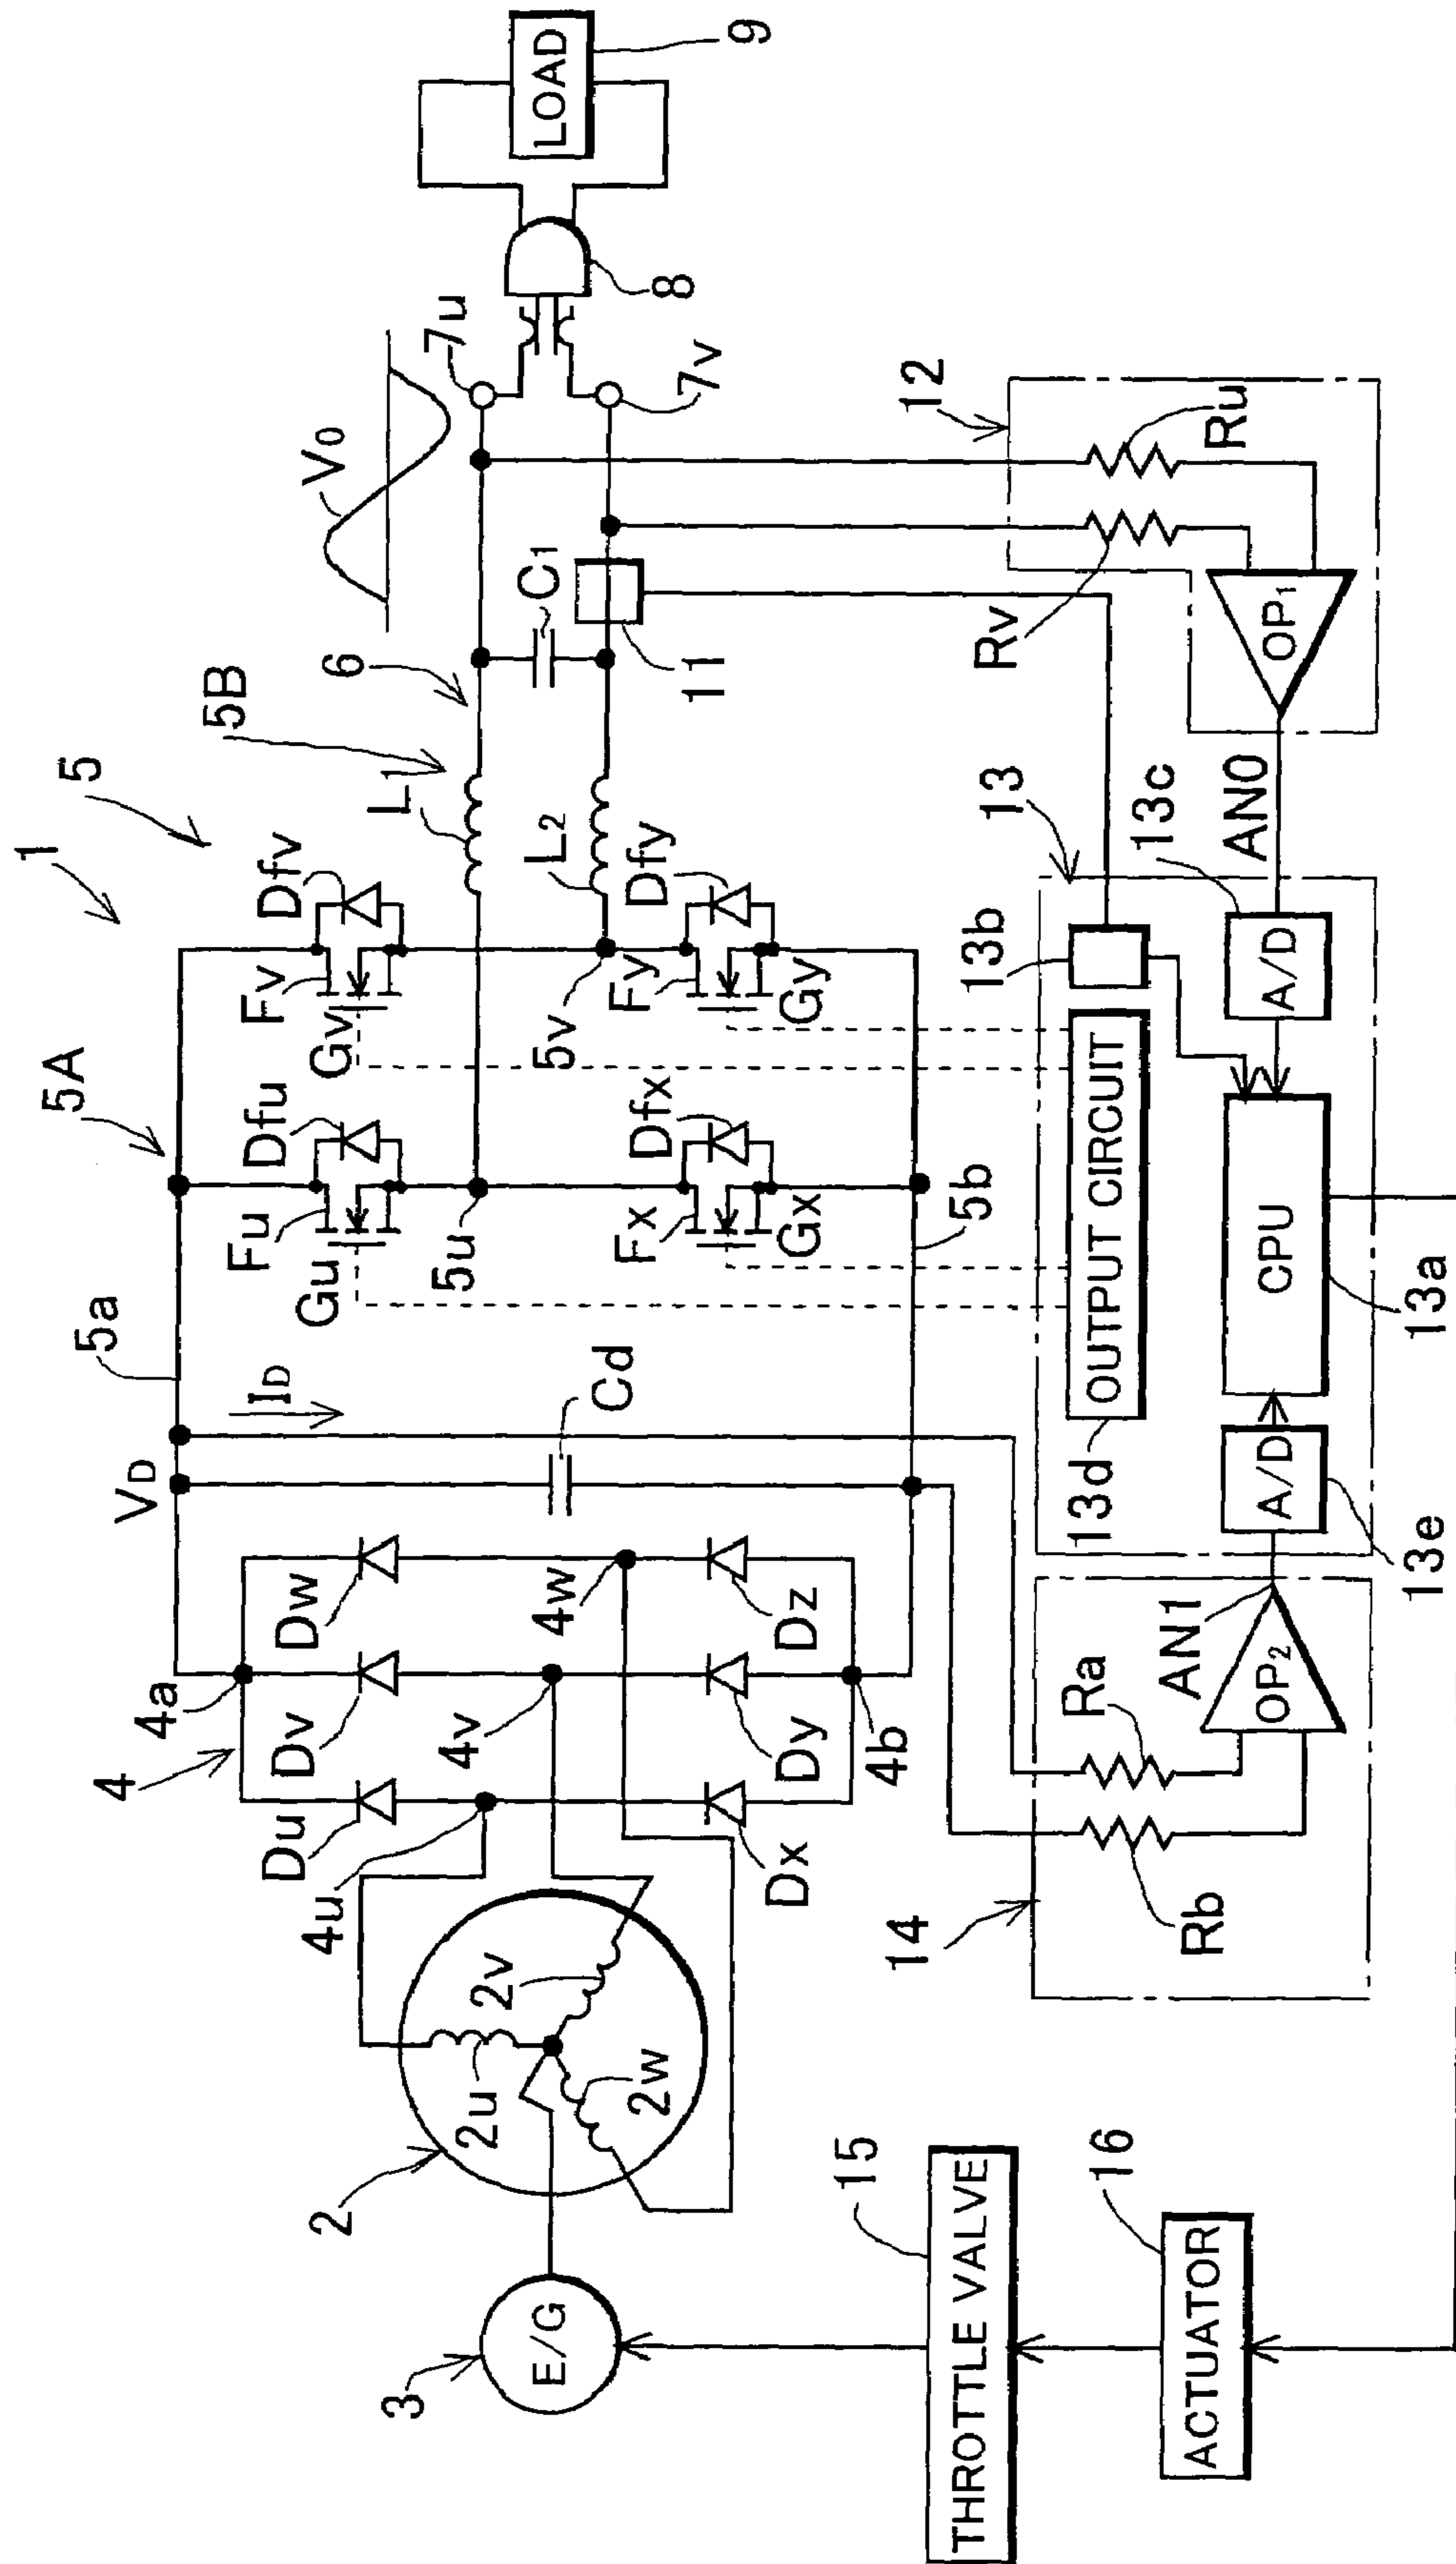 1
5
5A
5B
5a
VD
ID
4a
4
Du
Dv
Dw
4u
4v
4w
Dx
Dy
Dz
4b
Cd
Fu
Gu
Dfu
5u
Fv
Gv
Dfv
5v
Fx
Gx
Dfx
Fy
Gy
Dfy
5b
L1
L2
6
C1
11
V0
7u
7v
8
LOAD
9
2
2u
2v
2w
3
E/G
THROTTLE VALVE
15
ACTUATOR
16
14
Ra
Rb
OP2
AN1
13
13b
OUTPUT CIRCUIT
13d
A/D
13e
CPU
13a
A/D
13c
AN0
12
Ru
Rv
OP1